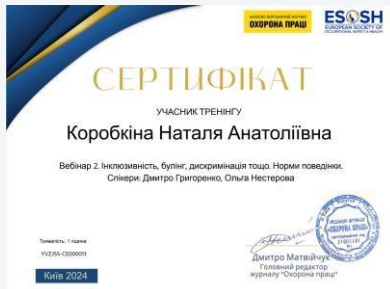 ОХОРОНА ПРАЦІ
ESOSH
EUROPEAN SOCIETY OF
OCCUPATIONAL SAFETY & HEALTH
СЕРТИФІКАТ
УЧАСНИК ТРЕНІНГУ
Коробкіна Наталя Анатоліївна
Вебінар 2. Інклюзивність, булінг, дискримінація тощо. Норми поведінки.
Спікери: Дмитро Григоренко, Ольга Нестерова
Тривалість: 1 година
Дмитро Матвійчук
Головний редактор
журналу "Охорона праці"
Київ 2024